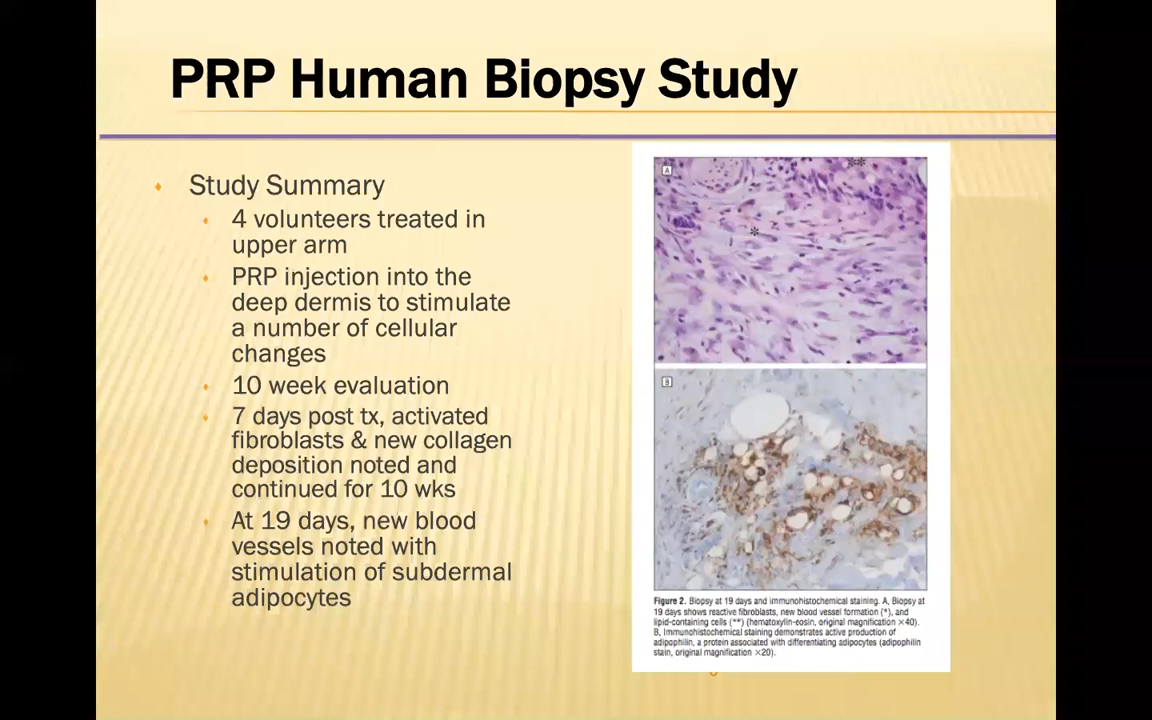 PRP Human Biopsy Study
Study Summary
4 volunteers treated in
upper arm
PRP injection into the
deep dermis to stimulate
a number of cellular
changes
10 week evaluation
7 days post tx, activated
fibroblasts & new collagen
deposition noted and
continued for 10 wks
At 19 days, new blood
vessels noted with
stimulation of subdermal
adipocytes
A
**
*
B
Figure 2. Biopsy at 19 days and immunohistochemical staining. A, Biopsy at
19 days shows reactive fibroblasts, new blood vessel formation (*), and
lipid-containing cells (**) (hematoxylin-eosin, original magnification ×40).
B, Immunohistochemical staining demonstrates active production of
adipophilin, a protein associated with differentiating adipocytes (adipophilin
stain, original magnification ×20).